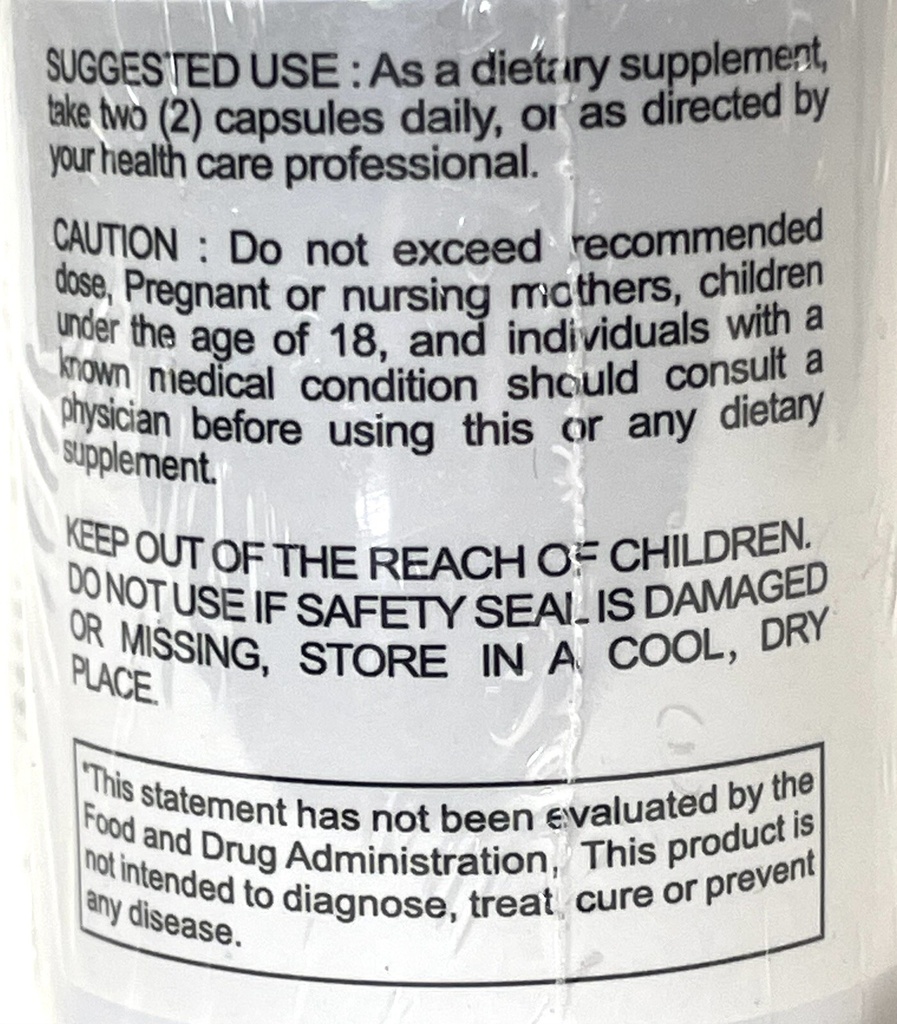 SUGGESTED USE : As a dietary supplement,
take two (2) capsules daily, or as directed by
your health care professional.
CAUTION : Do not exceed recommended
dose, Pregnant or nursing mothers, children
under the age of 18, and individuals with a
known medical condition should consult a
physician before using this or any dietary
supplement.
KEEP OUT OF THE REACH OF CHILDREN.
DO NOT USE IF SAFETY SEAL IS DAMAGED
OR MISSING, STORE IN A COOL, DRY
PLACE.
*This statement has not been evaluated by the
Food and Drug Administration, This product is
not intended to diagnose, treat, cure or prevent
any disease.